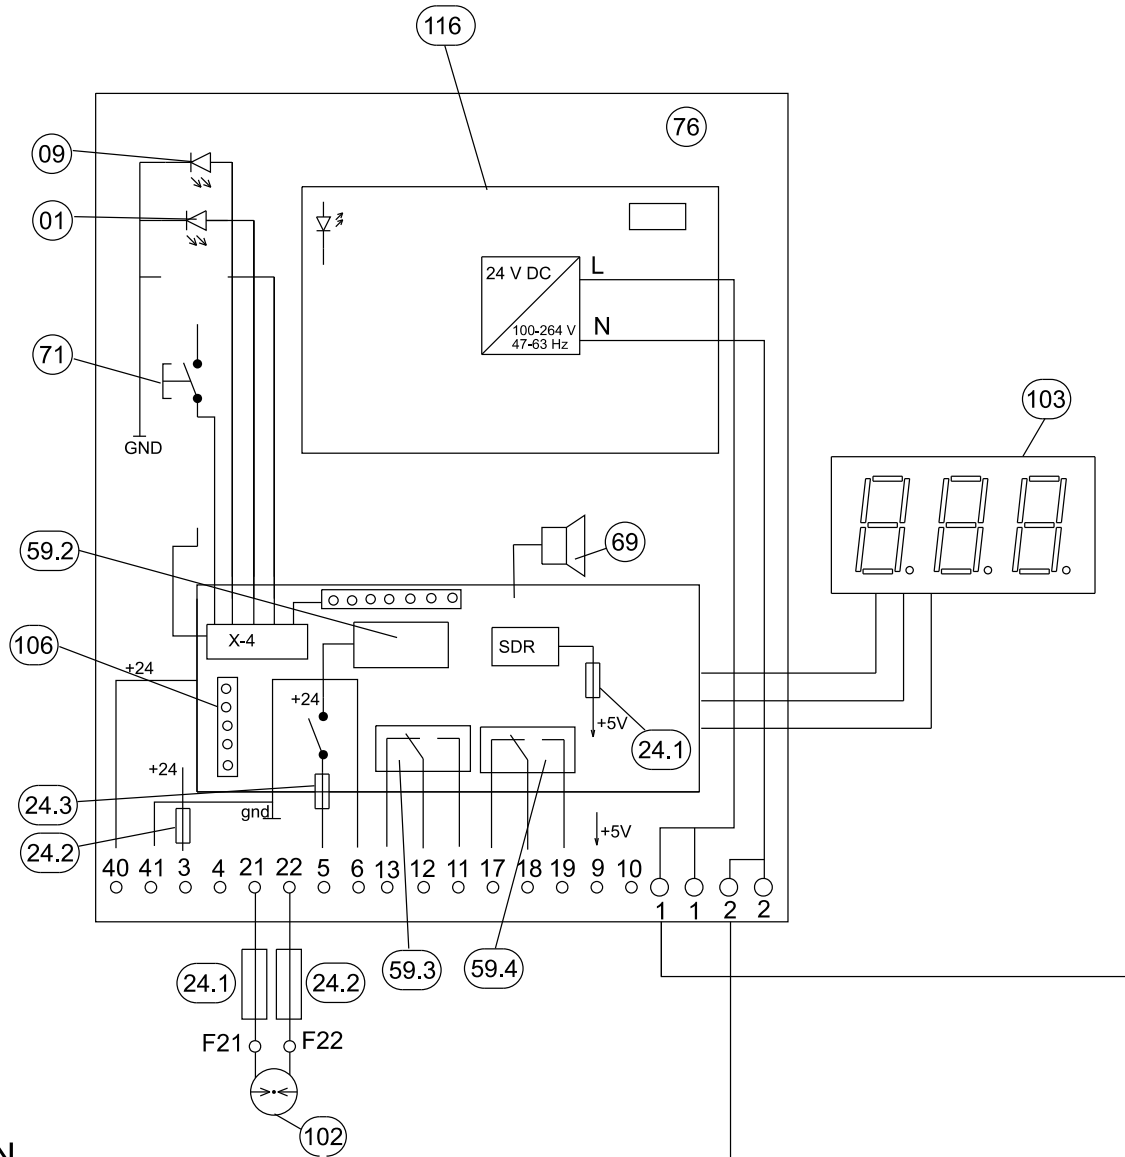 116
76
09
01
L
24 V DC
N
100-264 V
47-63 Hz
71
103
GND
59.2
69
X-4
SDR
106
+24
+24
+5V
24.1
+24
24.3
gnd
+5V
24.2
40 41 3 4 21 22 5 6 13 12 11 17 18 19 9 10
1 1 2 2
59.3
59.4
24.1
24.2
F21
F22
102
N